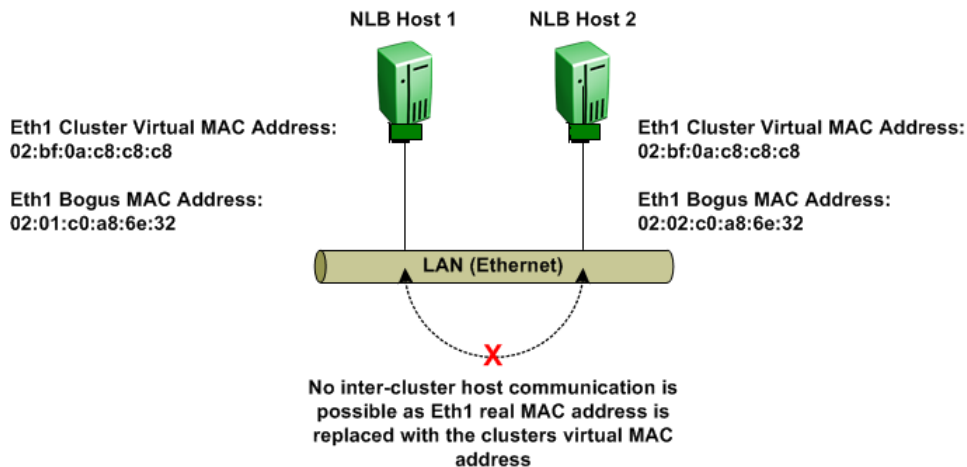 NLB Host 1
NLB Host 2
Eth1 Cluster Virtual MAC Address:
02:bf:0a:c8:c8:c8
Eth1 Bogus MAC Address:
02:01:c0:a8:6e:32
Eth1 Cluster Virtual MAC Address:
02:bf:0a:c8:c8:c8
Eth1 Bogus MAC Address:
02:02:c0:a8:6e:32
LAN (Ethernet)
X
No inter-cluster host communication is
possible as Eth1 real MAC address is
replaced with the clusters virtual MAC
address